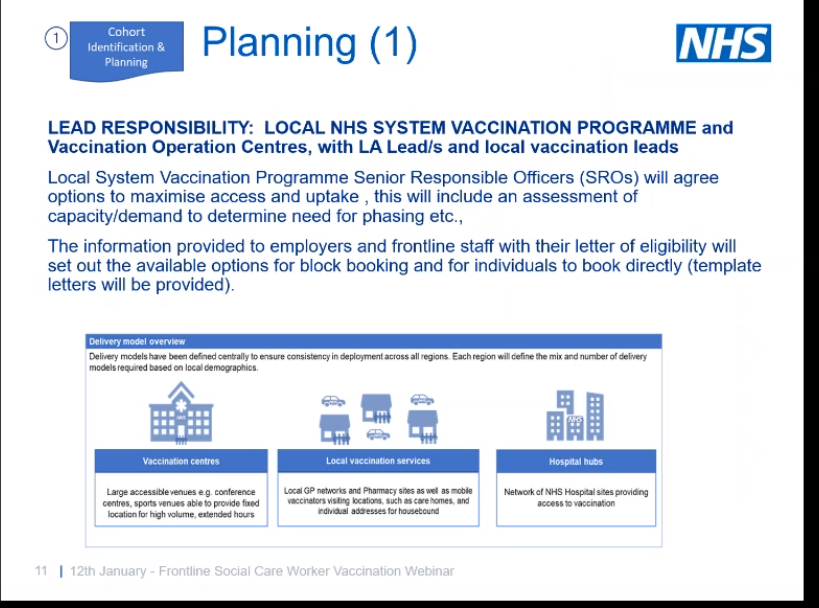 1
Cohort
Identification &
Planning
Planning (1)
NHS
LEAD RESPONSIBILITY:  LOCAL NHS SYSTEM VACCINATION PROGRAMME and
Vaccination Operation Centres, with LA Lead/s and local vaccination leads
Local System Vaccination Programme Senior Responsible Officers (SROs) will agree
options to maximise access and uptake , this will include an assessment of
capacity/demand to determine need for phasing etc.,
The information provided to employers and frontline staff with their letter of eligibility will
set out the available options for block booking and for individuals to book directly (template
letters will be provided).
Delivery model overview
Delivery models have been defined centrally to ensure consistency in deployment across all regions. Each region will define the mix and number of delivery
models required based on local demographics.
NHS
Vaccination centres
Large accessible venues e.g. conference
centres, sports venues able to provide fixed
location for high volume, extended hours
Local vaccination services
Local GP networks and Pharmacy sites as well as mobile
vaccinators visiting locations, such as care homes, and
individual addresses for housebound
Hospital hubs
Network of NHS Hospital sites providing
access to vaccination
11 | 12th January - Frontline Social Care Worker Vaccination Webinar